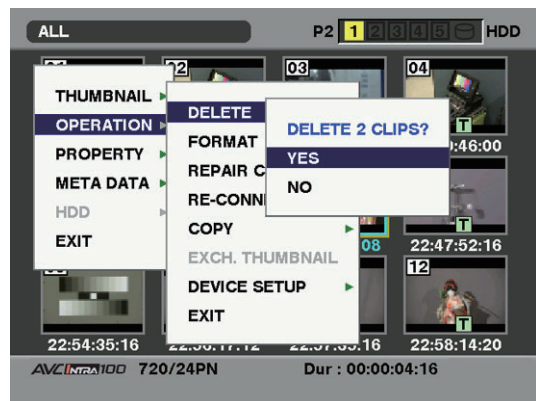 ALL
P2 1 2 3 4 5 HDD
02
03
04
THUMBNAIL
OPERATION
PROPERTY
META DATA
HDD
EXIT
DELETE
FORMAT
REPAIR C
RE-CONN
COPY
EXCH. THUMBNAIL
DEVICE SETUP
EXIT
DELETE 2 CLIPS?
YES
NO
T
:46:00
T
08
22:47:52:16
12
T
22:54:35:16
22:58:14:20
AVC INTRA 100 720/24PN
Dur : 00:00:04:16